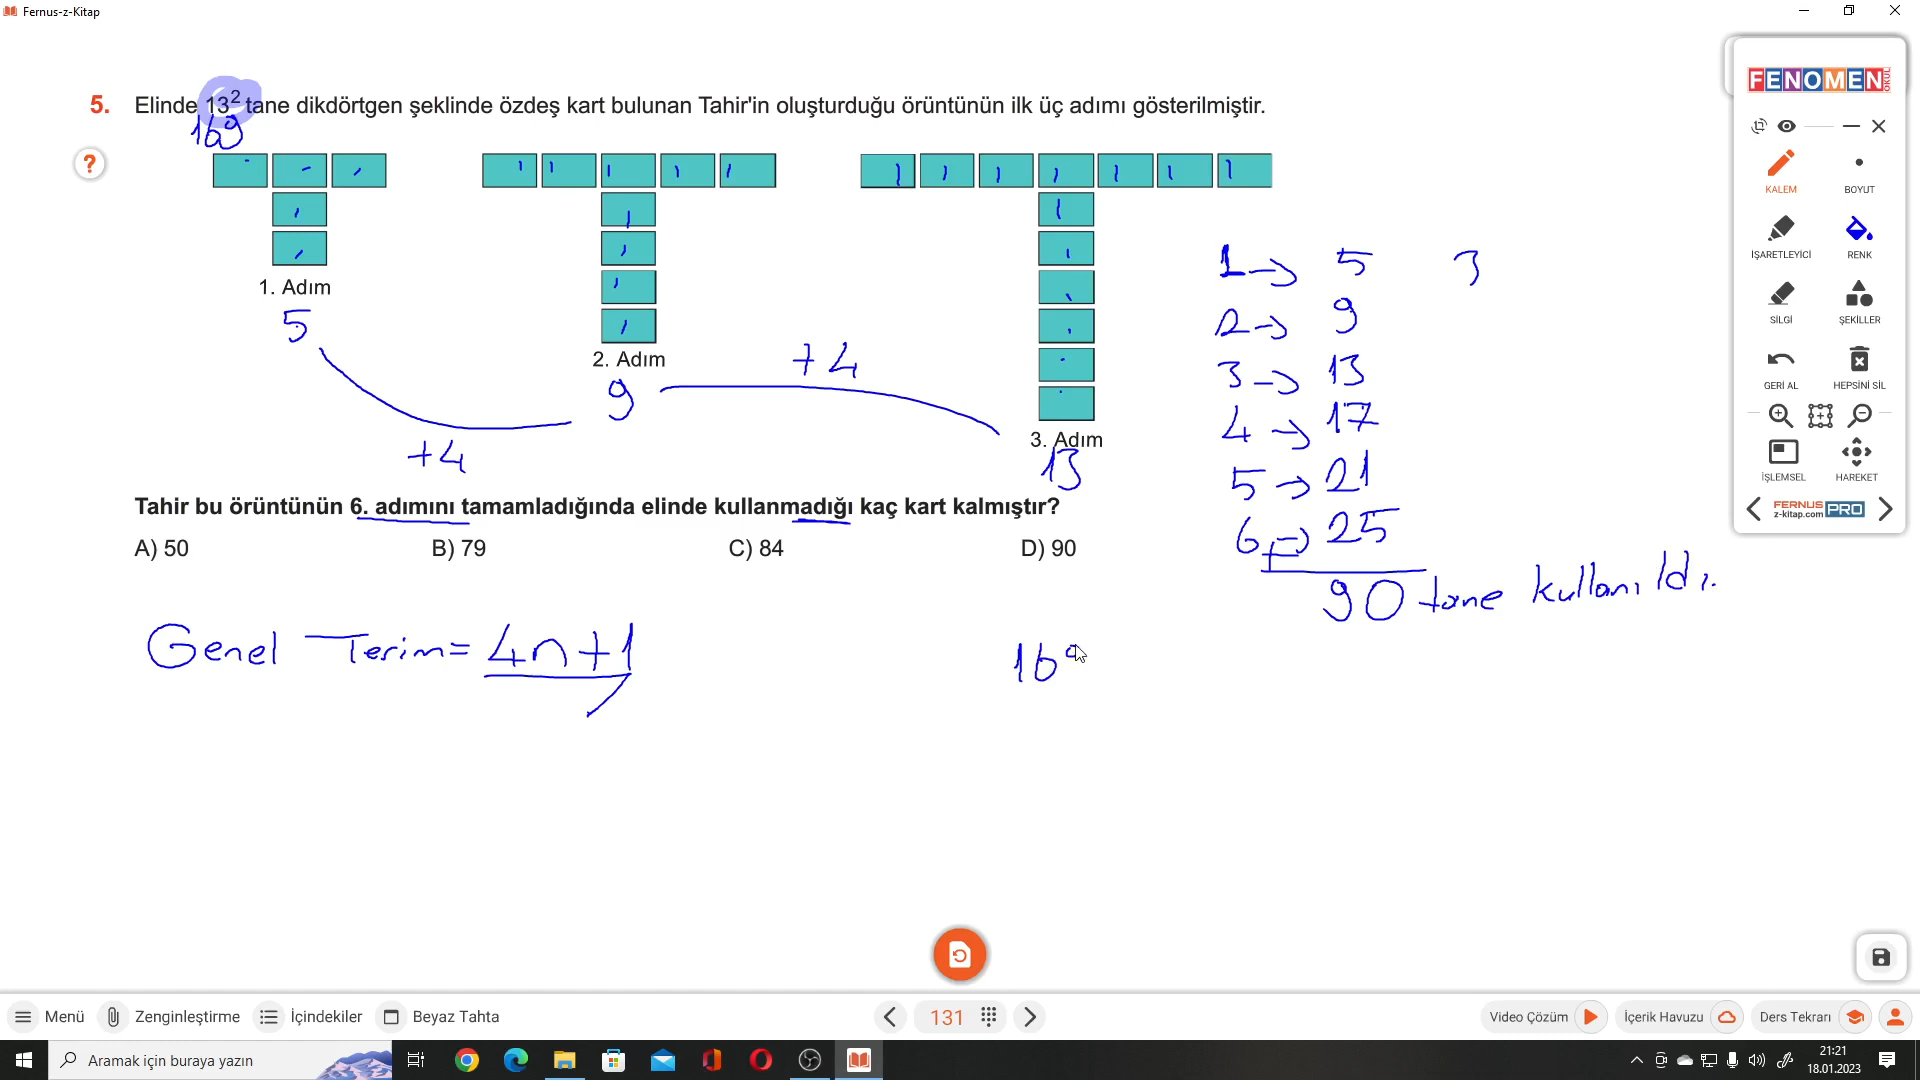 Fernus-z-Kitap
5. Elinde 13² tane dikdörtgen şeklinde özdeş kart bulunan Tahir'in oluşturduğu örüntünün ilk üç adımı gösterilmiştir.
169
?
1. Adım
5
+4
2. Adım
9
+4
3. Adım
13
1 → 5 3
2 → 9
3 → 13
4 → 17
5 → 21
6 → 25
+
90 tane kullanıldı.
Tahir bu örüntünün 6. adımını tamamladığında elinde kullanmadığı kaç kart kalmıştır?
A) 50 B) 79 C) 84 D) 90
Genel Terim = 4n+1
169
FENOMEN OKUL
KALEM BOYUT
İŞARETLEYİCİ RENK
SİLGİ ŞEKİLLER
GERİ AL HEPSİNİ SİL
İŞLEMSEL HAREKET
FERNUS z-kitap.com PRO
Menü Zenginleştirme İçindekiler Beyaz Tahta 131 Video Çözüm İçerik Havuzu Ders Tekrarı
Aramak için buraya yazın
21:21
18.01.2023